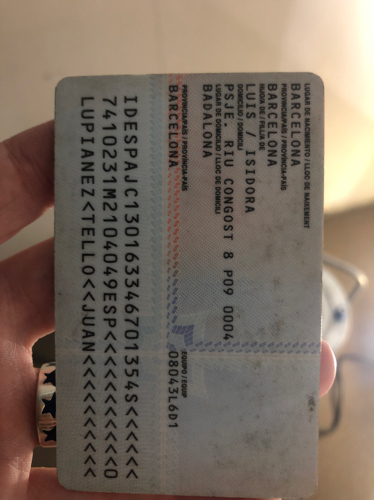 LUGAR DE NACIMIENTO / LLOC DE NAIXEMENT
BARCELONA
PROVINCIA/PAÍS / PROVÍNCIA-PAÍS
BARCELONA
HIJO/A DE / FILL/A DE
LUIS / ISIDORA
DOMICILIO / DOMICILI
PSJE. RIU CONGOST 8 P09 0004
LUGAR DE DOMICILIO / LLOC DE DOMICILI
BADALONA
PROVINCIA/PAÍS / PROVÍNCIA-PAÍS
BARCELONA
EQUIPO / EQUIP
08043L6D1
IDESPAJC130163346701354S<<<<<<
7410234M2104049ESP<<<<<<<<<<<0
LUPIANEZ<TELLO<<JUAN<<<<<<<<<<